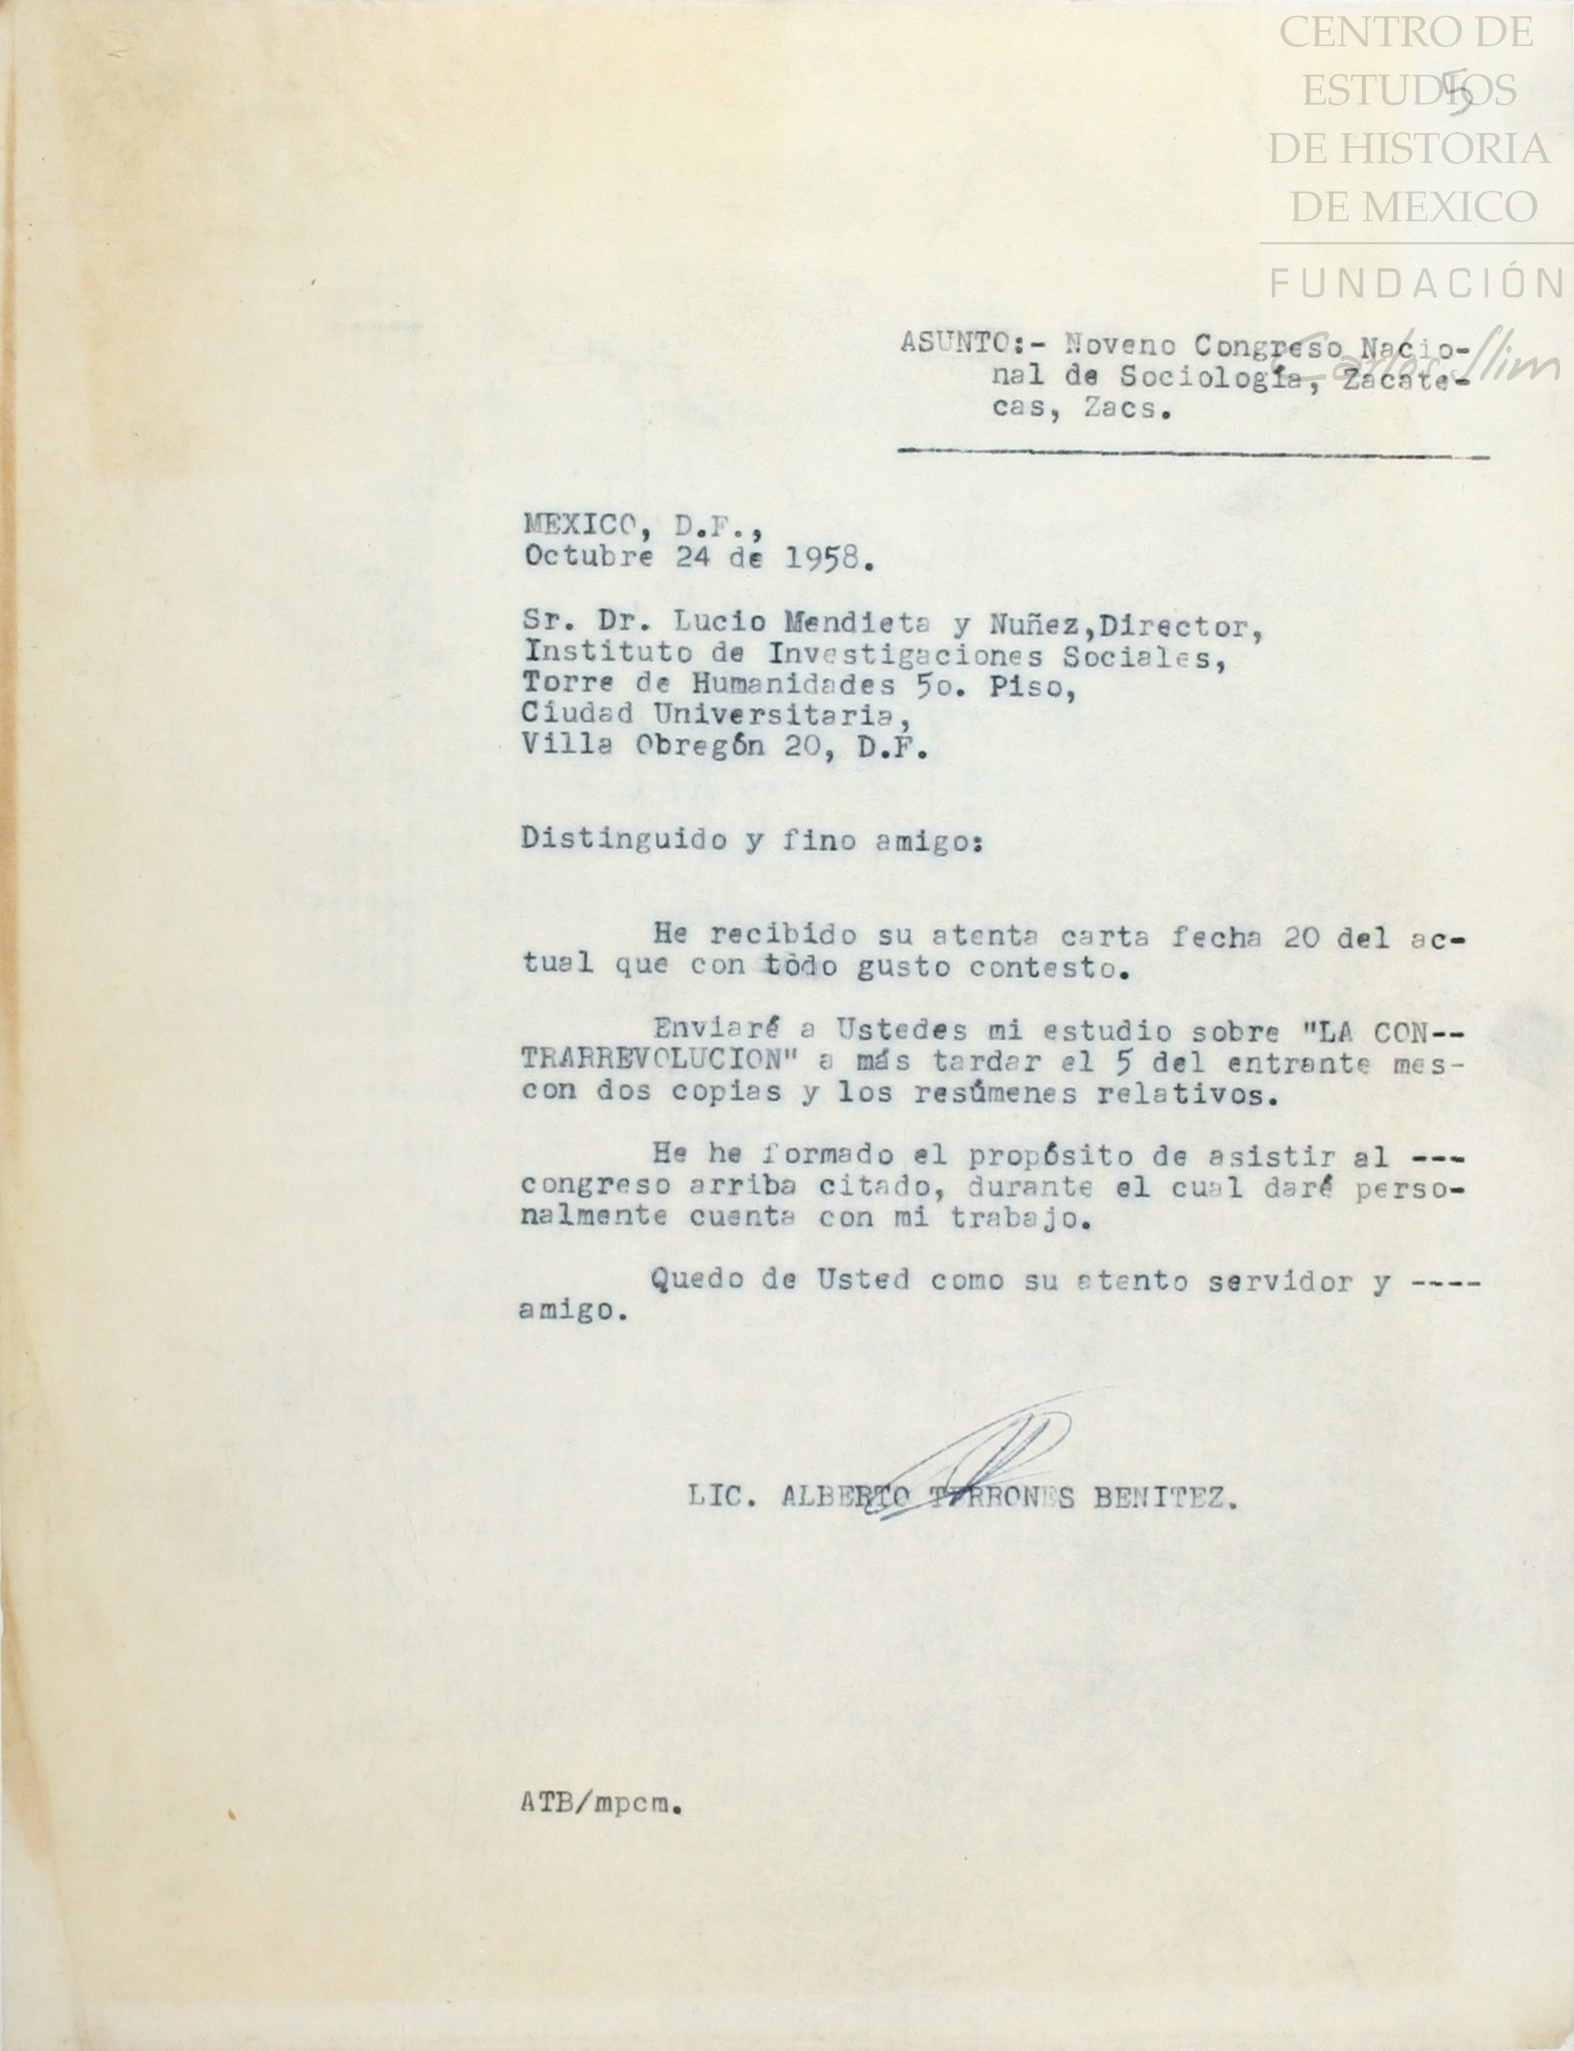 CENTRO DE
ESTUDIOS
5
DE HISTORIA
DE MEXICO
FUNDACIÓN
Carlos Slim
ASUNTO:- Noveno Congreso Nacio-
nal de Sociología, Zacate-
cas, Zacs.
MEXICO, D.F.,
Octubre 24 de 1958.
Sr. Dr. Lucio Mendieta y Nuñez,Director,
Instituto de Investigaciones Sociales,
Torre de Humanidades 5o. Piso,
Ciudad Universitaria,
Villa Obregón 20, D.F.
Distinguido y fino amigo:
He recibido su atenta carta fecha 20 del ac-
tual que con todo gusto contesto.
Enviaré a Ustedes mi estudio sobre "LA CON--
TRARREVOLUCION" a más tardar el 5 del entrante mes-
con dos copias y los resúmenes relativos.
He he formado el propósito de asistir al ---
congreso arriba citado, durante el cual daré perso-
nalmente cuenta con mi trabajo.
Quedo de Usted como su atento servidor y ----
amigo.
LIC. ALBERTO TERRONES BENITEZ.
ATB/mpcm.